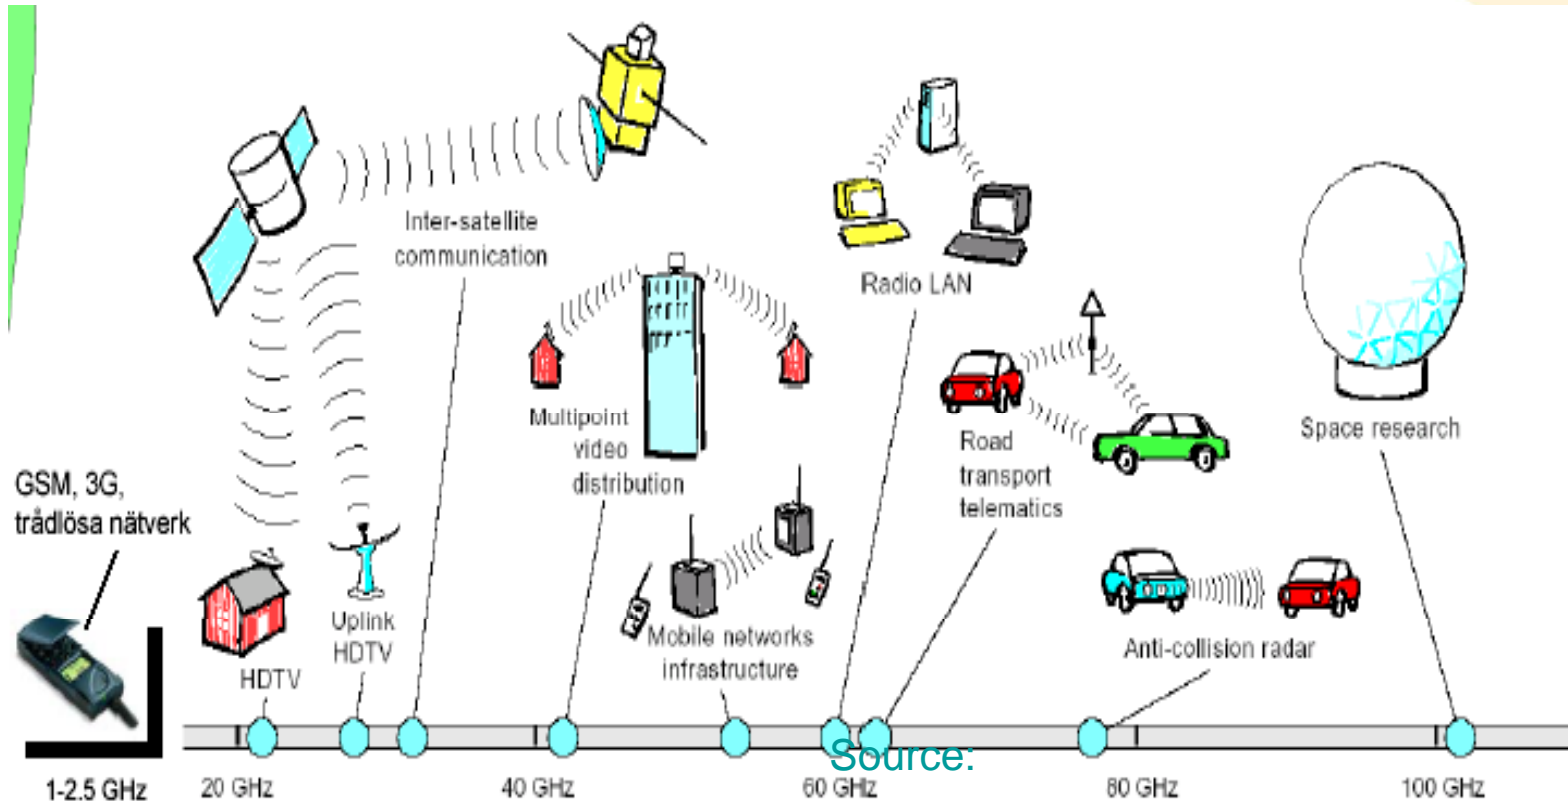 Inter-satellite
communication
Radio LAN
Multipoint
video
distribution
Road
transport
telematics
Space research
GSM, 3G,
trådlösa nätverk
Uplink
HDTV
HDTV
Mobile networks
infrastructure
Anti-collision radar
Source:
1-2.5 GHz
20 GHz
40 GHz
60 GHz
80 GHz
100 GHz